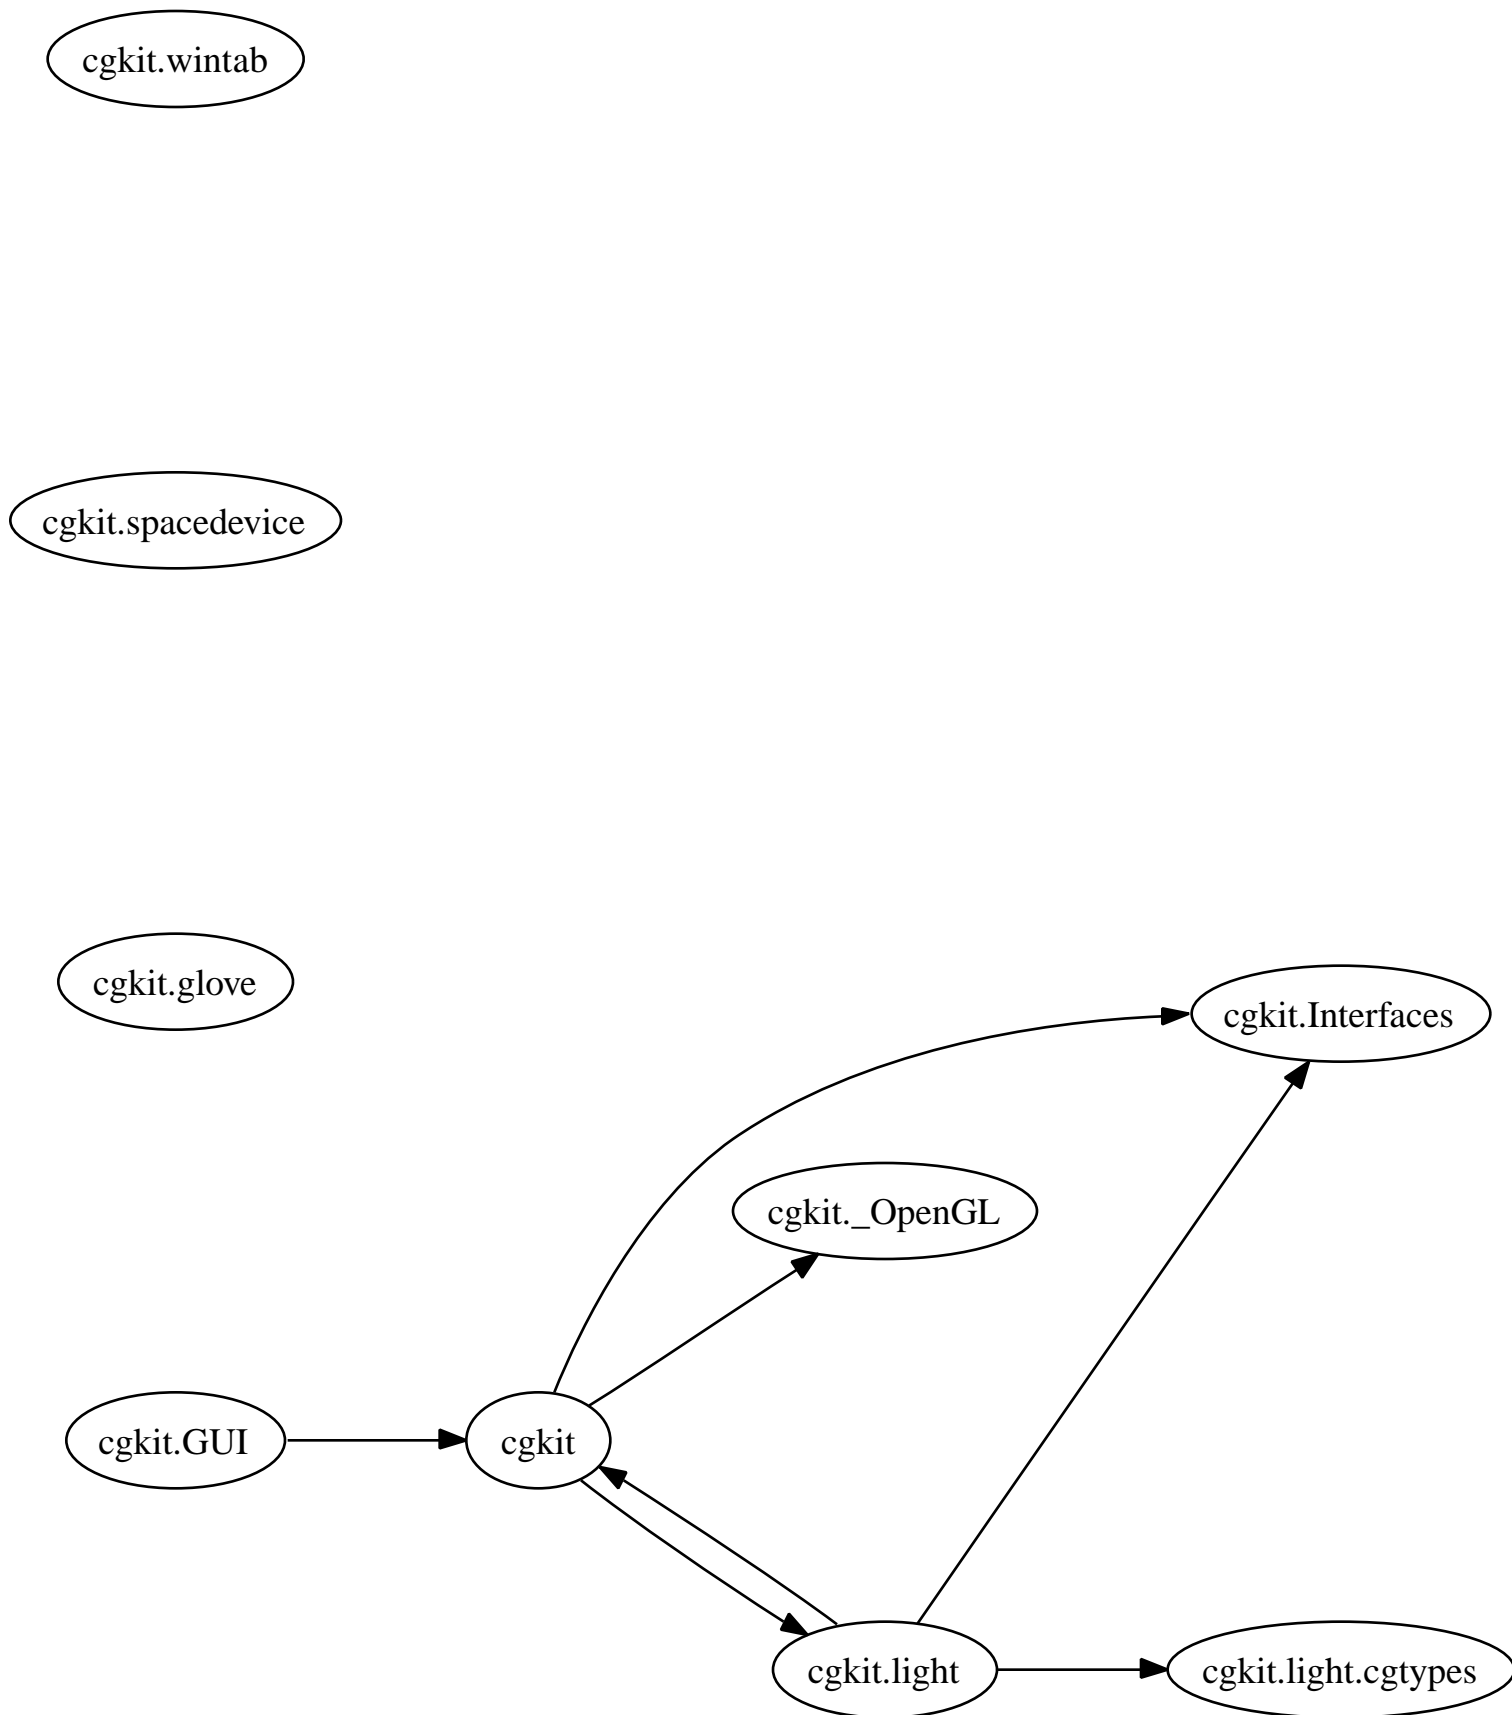 cgkit.wintab
cgkit.spacedevice
cgkit.glove
cgkit.Interfaces
cgkit._OpenGL
cgkit.GUI
cgkit
cgkit.light
cgkit.light.cgtypes